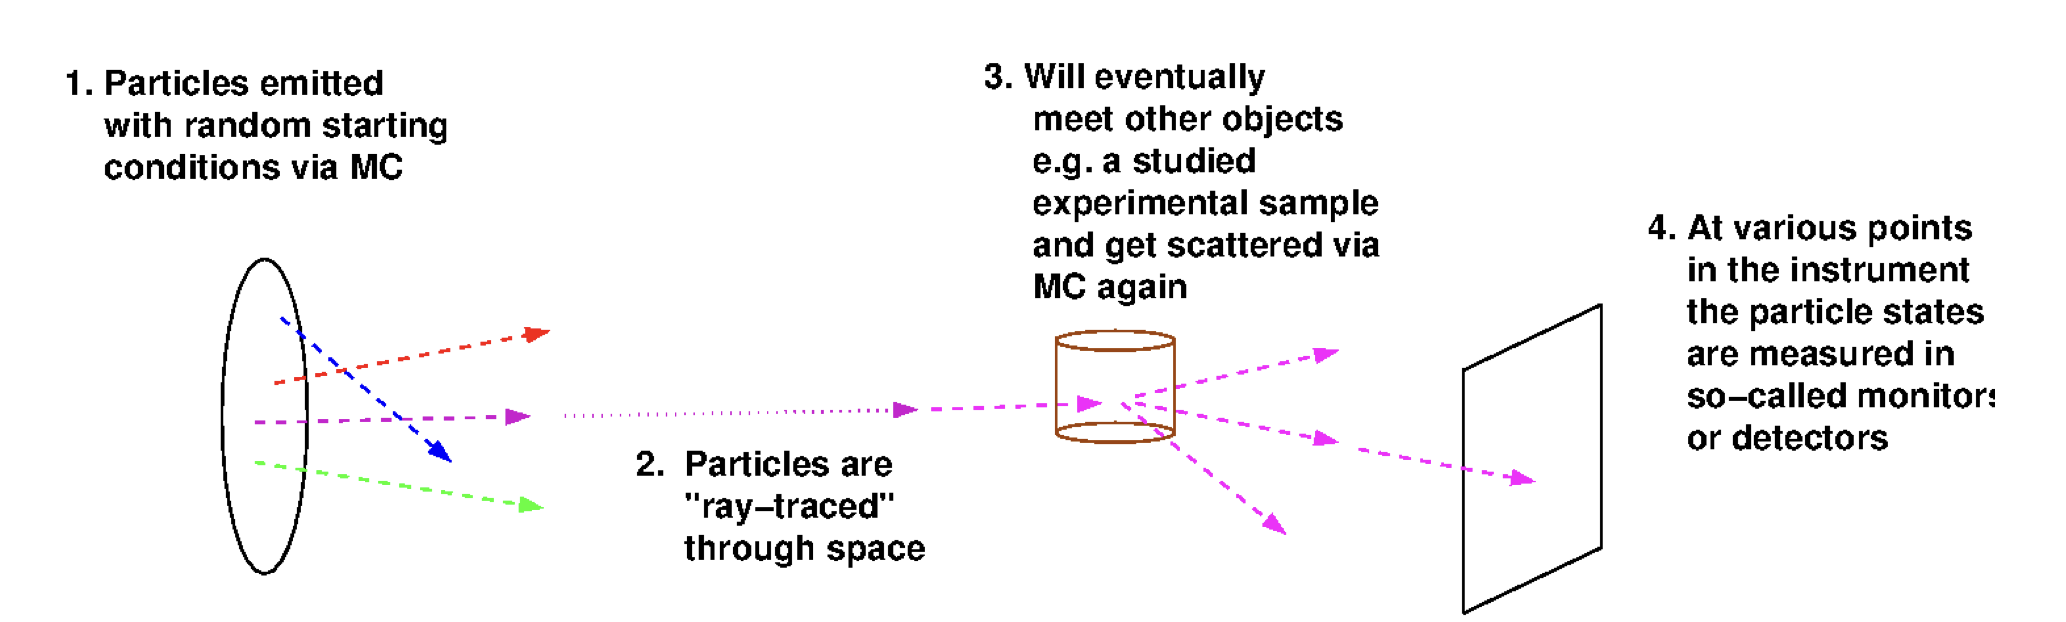 1. Particles emitted
with random starting
conditions via MC
2. Particles are
"ray–traced"
through space
3. Will eventually
meet other objects
e.g. a studied
experimental sample
and get scattered via
MC again
4. At various points
in the instrument
the particle states
are measured in
so–called monitors
or detectors